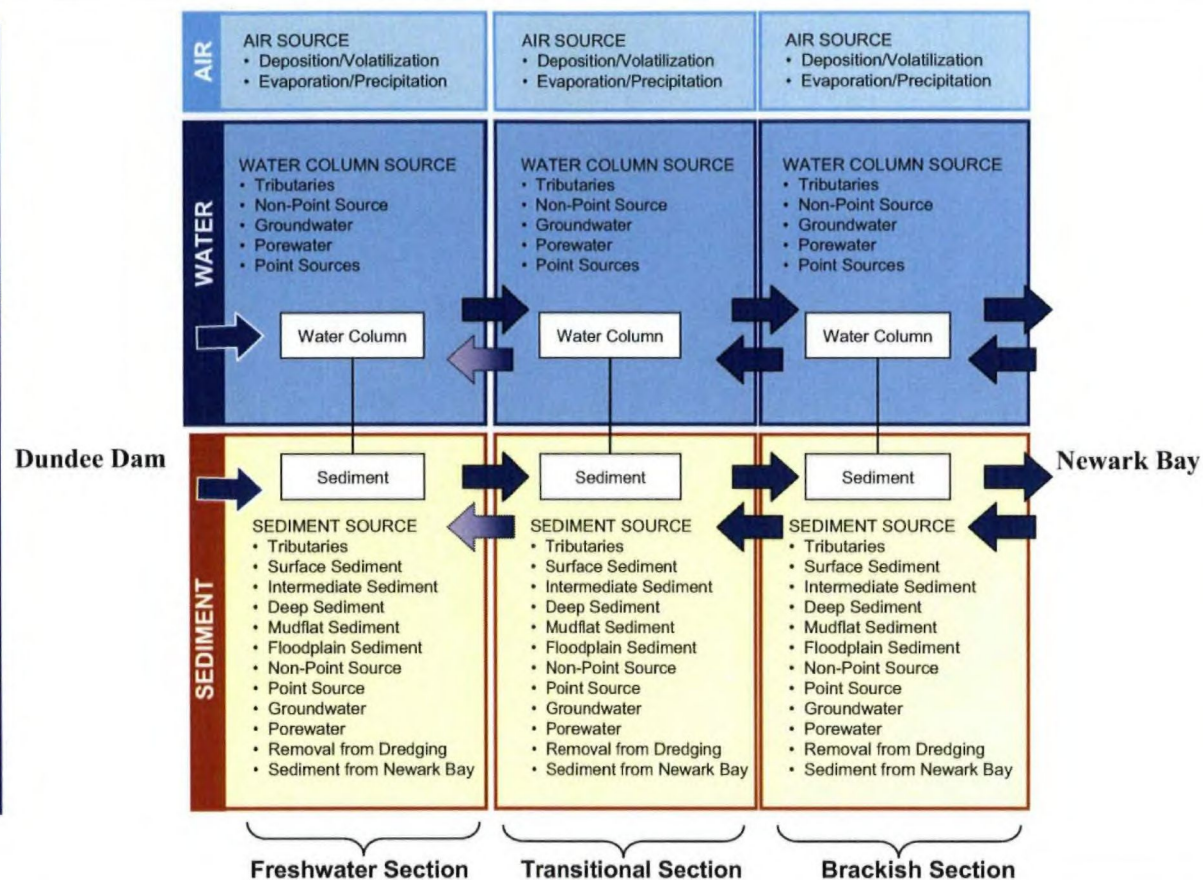 AIR
AIR SOURCE
• Deposition/Volatilization
• Evaporation/Precipitation
AIR SOURCE
• Deposition/Volatilization
• Evaporation/Precipitation
AIR SOURCE
• Deposition/Volatilization
• Evaporation/Precipitation
WATER
WATER COLUMN SOURCE
• Tributaries
• Non-Point Source
• Groundwater
• Porewater
• Point Sources
Water Column
WATER COLUMN SOURCE
• Tributaries
• Non-Point Source
• Groundwater
• Porewater
• Point Sources
Water Column
WATER COLUMN SOURCE
• Tributaries
• Non-Point Source
• Groundwater
• Porewater
• Point Sources
Water Column
Dundee Dam
Newark Bay
SEDIMENT
Sediment
SEDIMENT SOURCE
• Tributaries
• Surface Sediment
• Intermediate Sediment
• Deep Sediment
• Mudflat Sediment
• Floodplain Sediment
• Non-Point Source
• Point Source
• Groundwater
• Porewater
• Removal from Dredging
• Sediment from Newark Bay
Sediment
SEDIMENT SOURCE
• Tributaries
• Surface Sediment
• Intermediate Sediment
• Deep Sediment
• Mudflat Sediment
• Floodplain Sediment
• Non-Point Source
• Point Source
• Groundwater
• Porewater
• Removal from Dredging
• Sediment from Newark Bay
Sediment
SEDIMENT SOURCE
• Tributaries
• Surface Sediment
• Intermediate Sediment
• Deep Sediment
• Mudflat Sediment
• Floodplain Sediment
• Non-Point Source
• Point Source
• Groundwater
• Porewater
• Removal from Dredging
• Sediment from Newark Bay
Freshwater Section
Transitional Section
Brackish Section